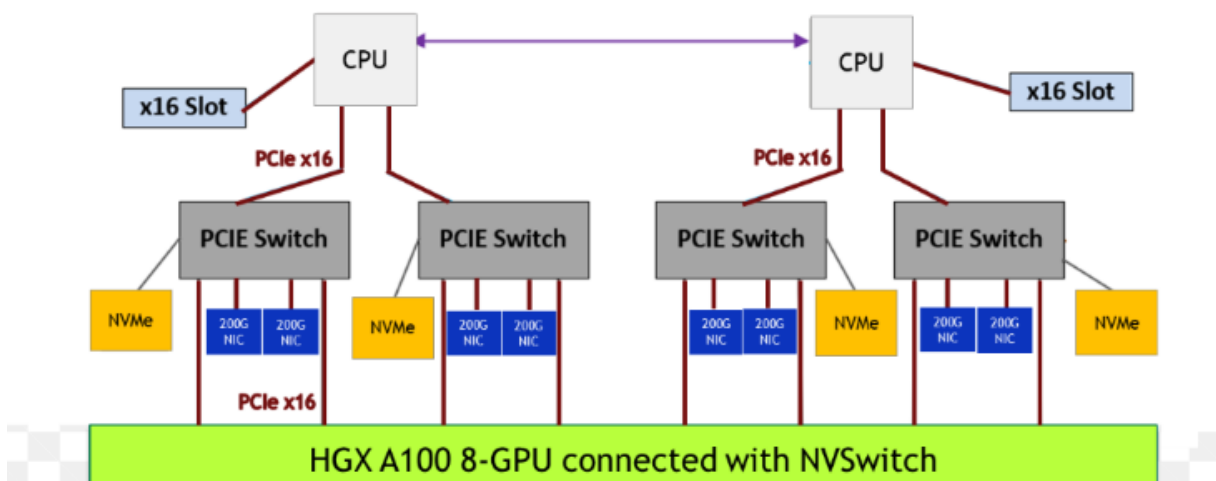 CPU
CPU
x16 Slot
x16 Slot
PCIe x16
PCIe x16
PCIE Switch
PCIE Switch
PCIE Switch
PCIE Switch
NVMe
200G
NIC
200G
NIC
NVMe
200G
NIC
200G
NIC
200G
NIC
200G
NIC
NVMe
200G
NIC
200G
NIC
NVMe
PCIe x16
HGX A100 8-GPU connected with NVSwitch